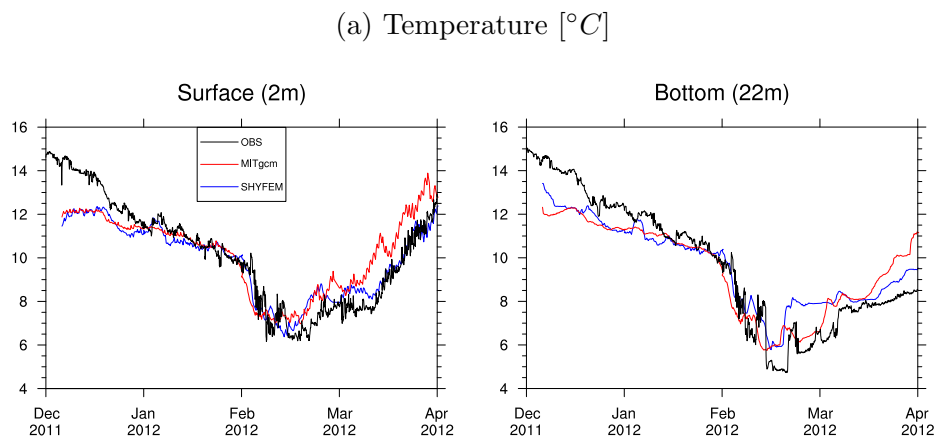 (a) Temperature [°C]
Surface (2m)
16
14
12
10
8
6
4
OBS
MITgcm
SHYFEM
Dec
2011
Jan
2012
Feb
2012
Mar
2012
Apr
2012
Bottom (22m)
16
14
12
10
8
6
4
Dec
2011
Jan
2012
Feb
2012
Mar
2012
Apr
2012